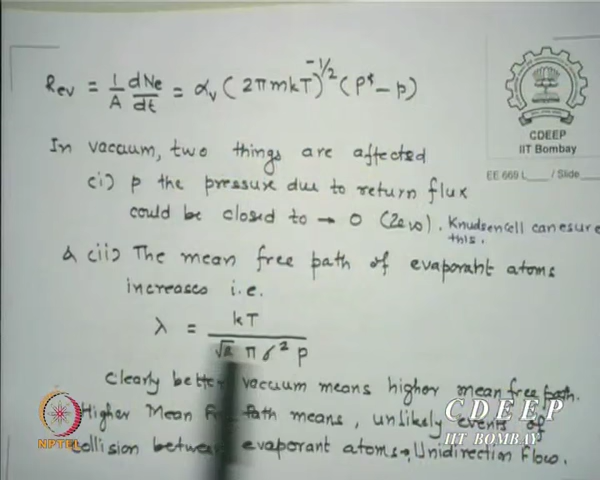 Rev = 1/A dNe/dt = αv (2πmkT)^-1/2 (p* - p)
CDEEP
IIT Bombay
In vacuum, two things are affected
EE 669 L___ / Slide
(i) p the pressure due to return flux
could be closed to → 0 (Zero). Knudsen cell can esure
this.
& (ii) The mean free path of evaporant atoms
increases i.e.
λ = kT / √2 π σ² p
Clearly better vacuum means higher mean free path.
Higher Mean free path means, unlikely events of
Collision between evaporant atoms. Unidirection Flow.
CDEEP
IIT BOMBAY
NPTEL